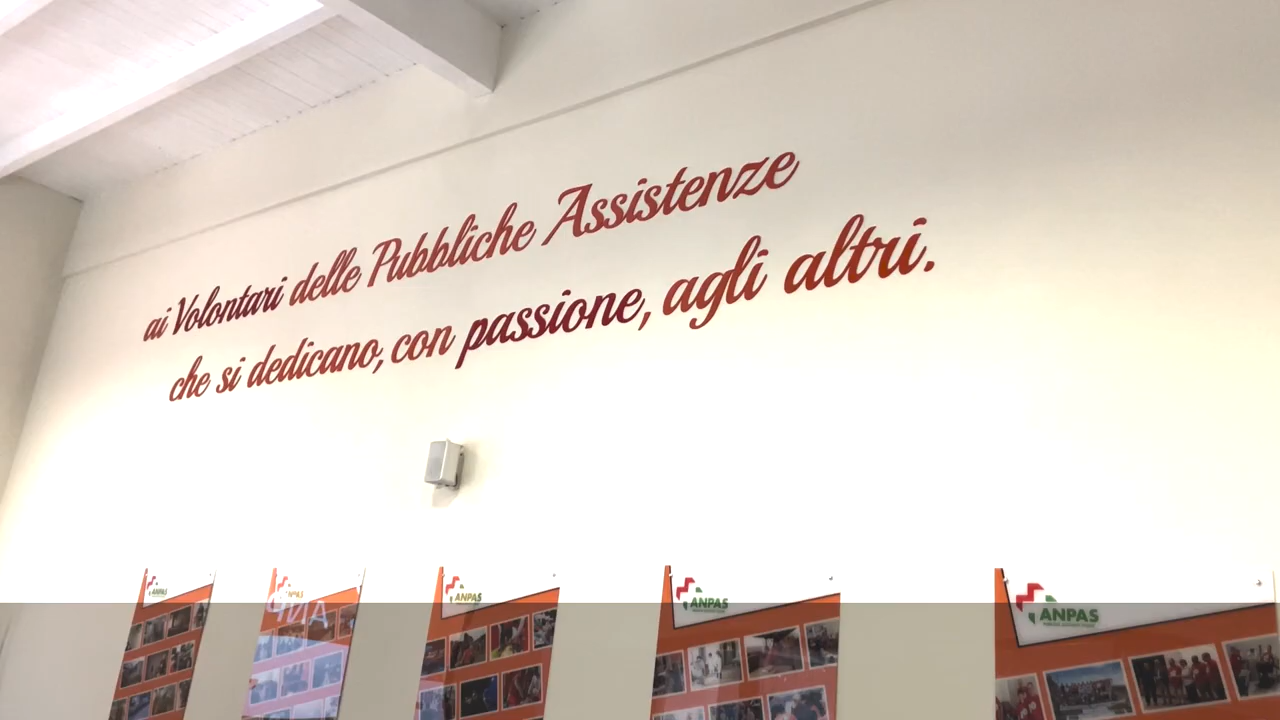 ai Volontari delle Pubbliche Assistenze
che si dedicano, con passione, agli altri.
ANPAS
ANPAS
ANPAS
ANPAS
ANPAS